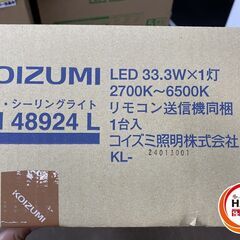 KOIZUMI
LED 33.3W×1灯
2700K〜6500K
・シーリングライト
リモコン送信機同梱
48924 L
1台入
コイズミ照明株式会社
KL-
24013001
KOIZUMI